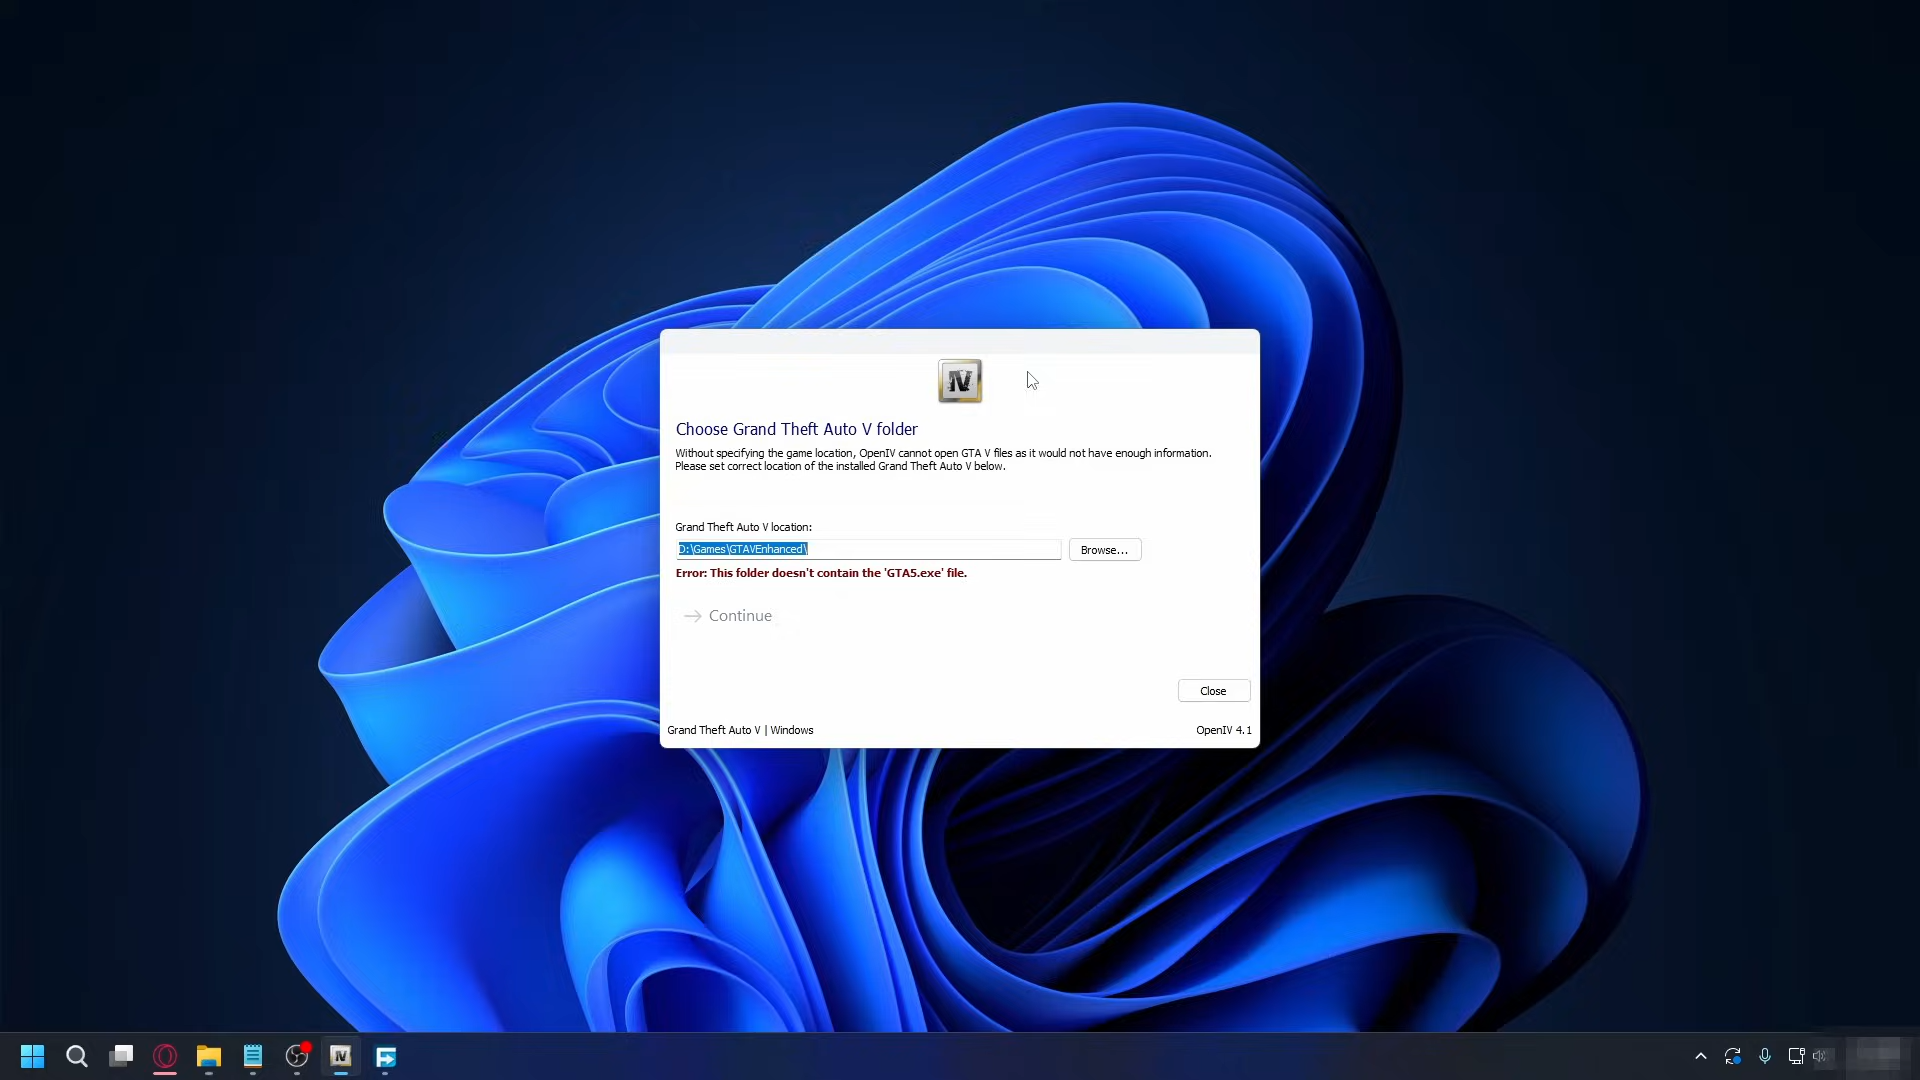 IV
Choose Grand Theft Auto V folder
Without specifying the game location, OpenIV cannot open GTA V files as it would not have enough information.
Please set correct location of the installed Grand Theft Auto V below.
Grand Theft Auto V location:
D:\Games\GTAVEnhanced\
Browse...
Error: This folder doesn't contain the 'GTA5.exe' file.
Continue
Close
Grand Theft Auto V | Windows
OpenIV 4.1
IV